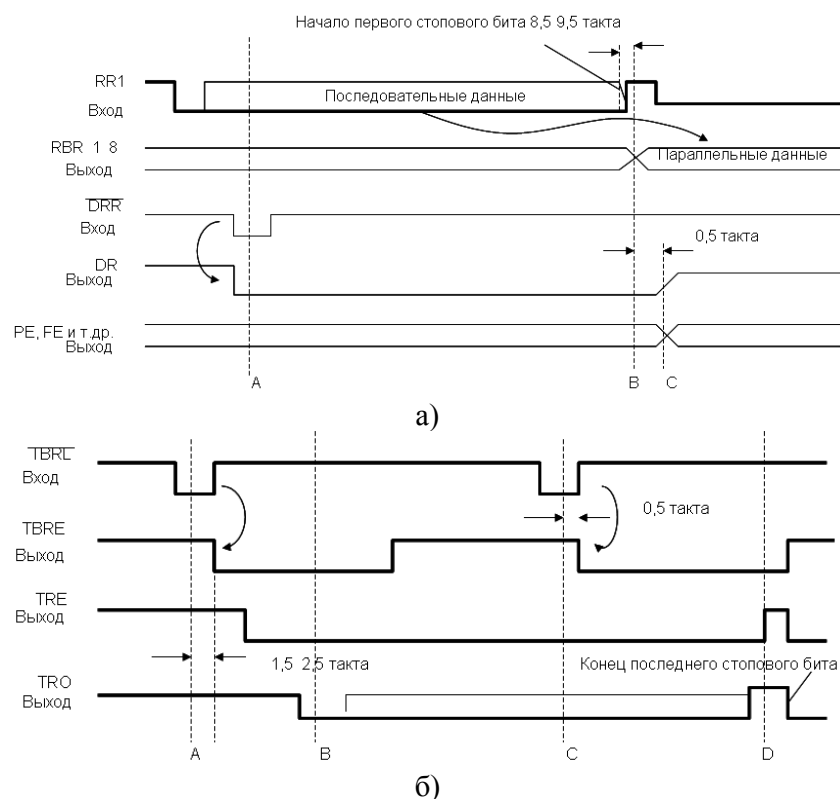 Начало первого стопового бита 8,5 9,5 такта
RR1
Вход
Последовательные данные
RBR 1 8
Выход
Параллельные данные
DRR
Вход
0,5 такта
DR
Выход
PE, FE и т.др.
Выход
A
B
C
а)
TBRL
Вход
0,5 такта
TBRE
Выход
TRE
Выход
1,5 2,5 такта
Конец последнего стопового бита
TRO
Выход
A
B
C
D
б)